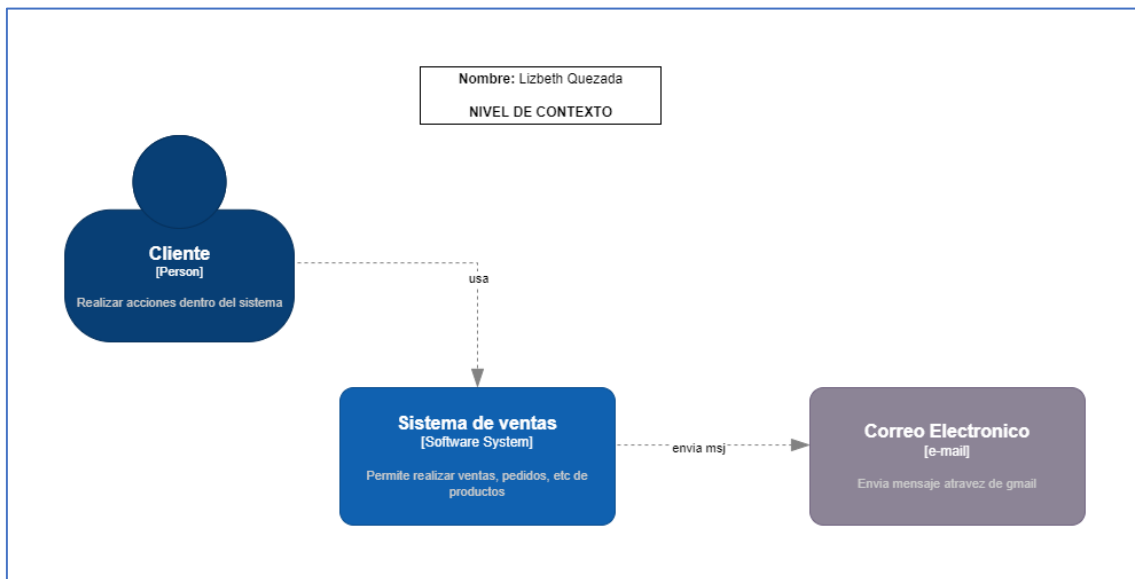 Nombre: Lizbeth Quezada
NIVEL DE CONTEXTO
Cliente
[Person]
Realizar acciones dentro del sistema
usa
Sistema de ventas
[Software System]
Permite realizar ventas, pedidos, etc de
productos
envia msj
Correo Electronico
[e-mail]
Envia mensaje atravez de gmail